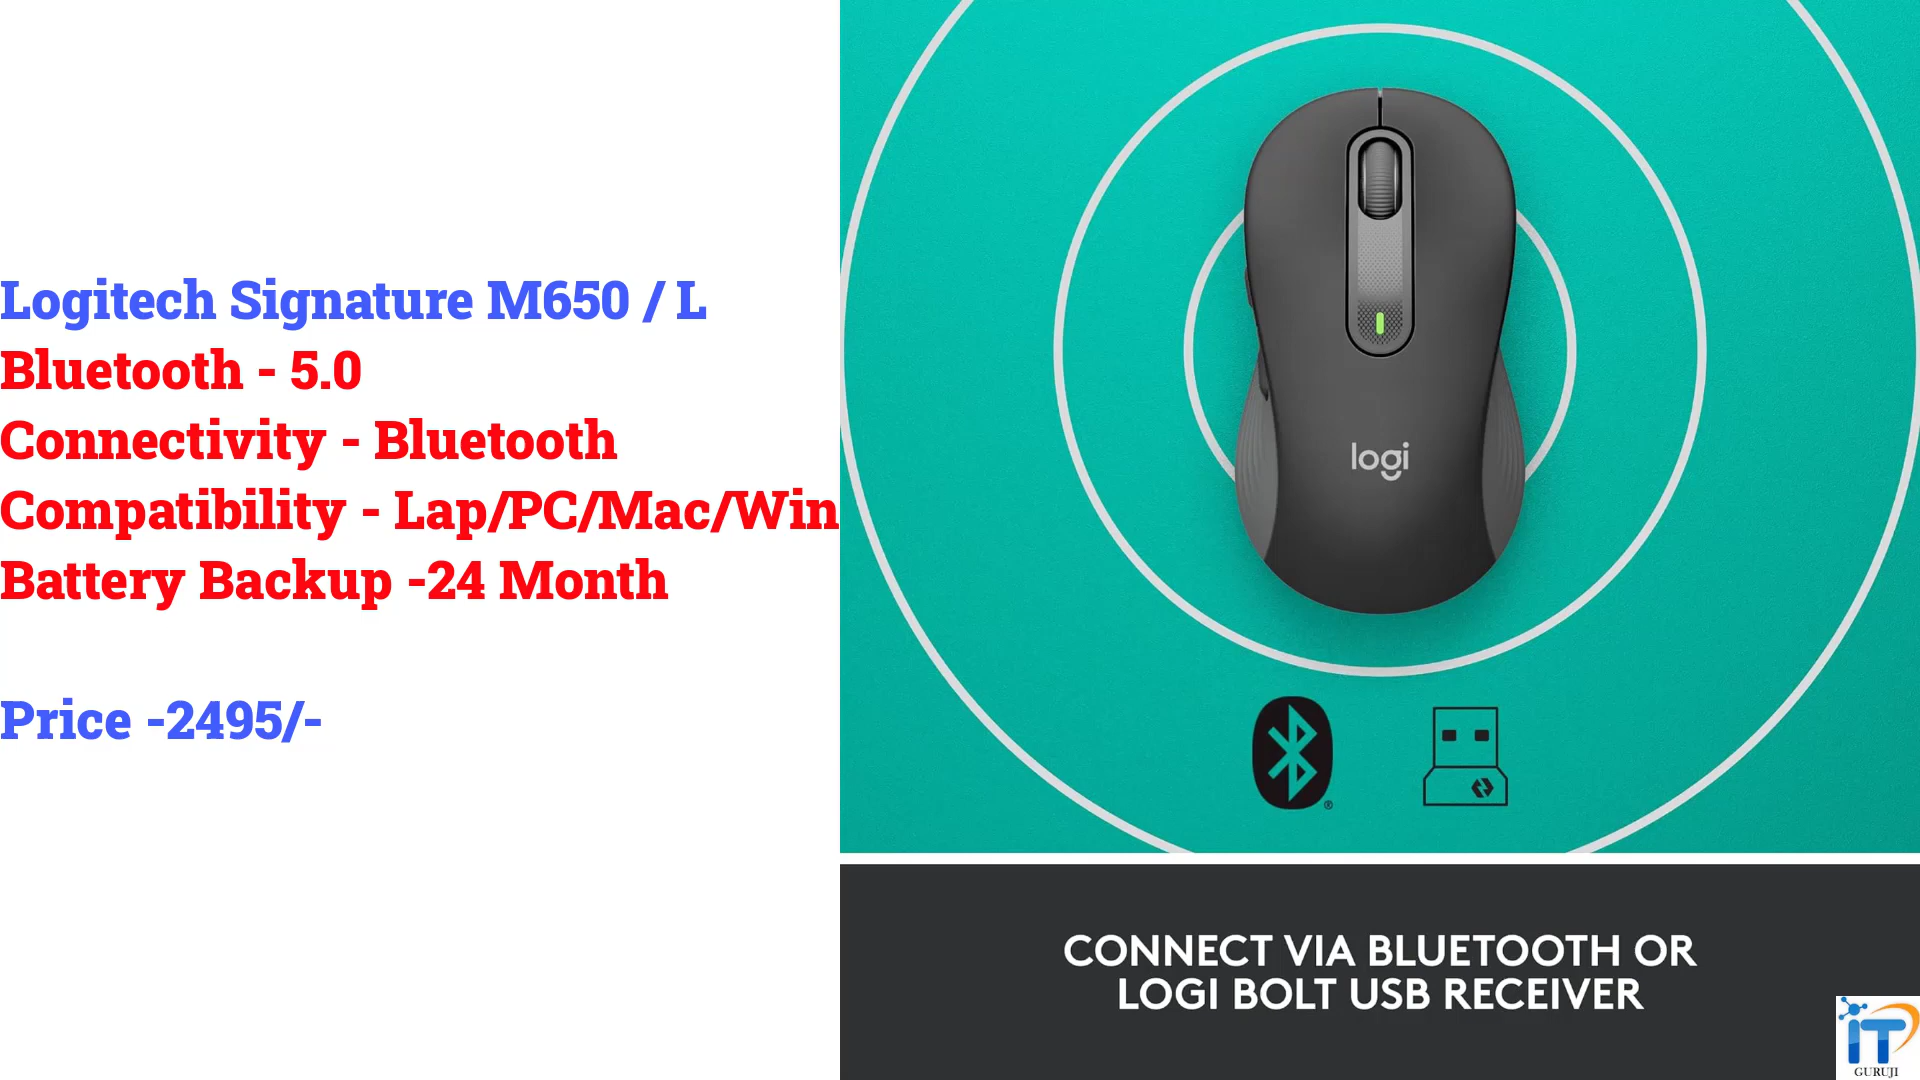 Logitech Signature M650 / L
Bluetooth - 5.0
Connectivity - Bluetooth
Compatibility - Lap/PC/Mac/Win
Battery Backup -24 Month
Price -2495/-
logi
®
CONNECT VIA BLUETOOTH OR
LOGI BOLT USB RECEIVER
iT
GURUJI